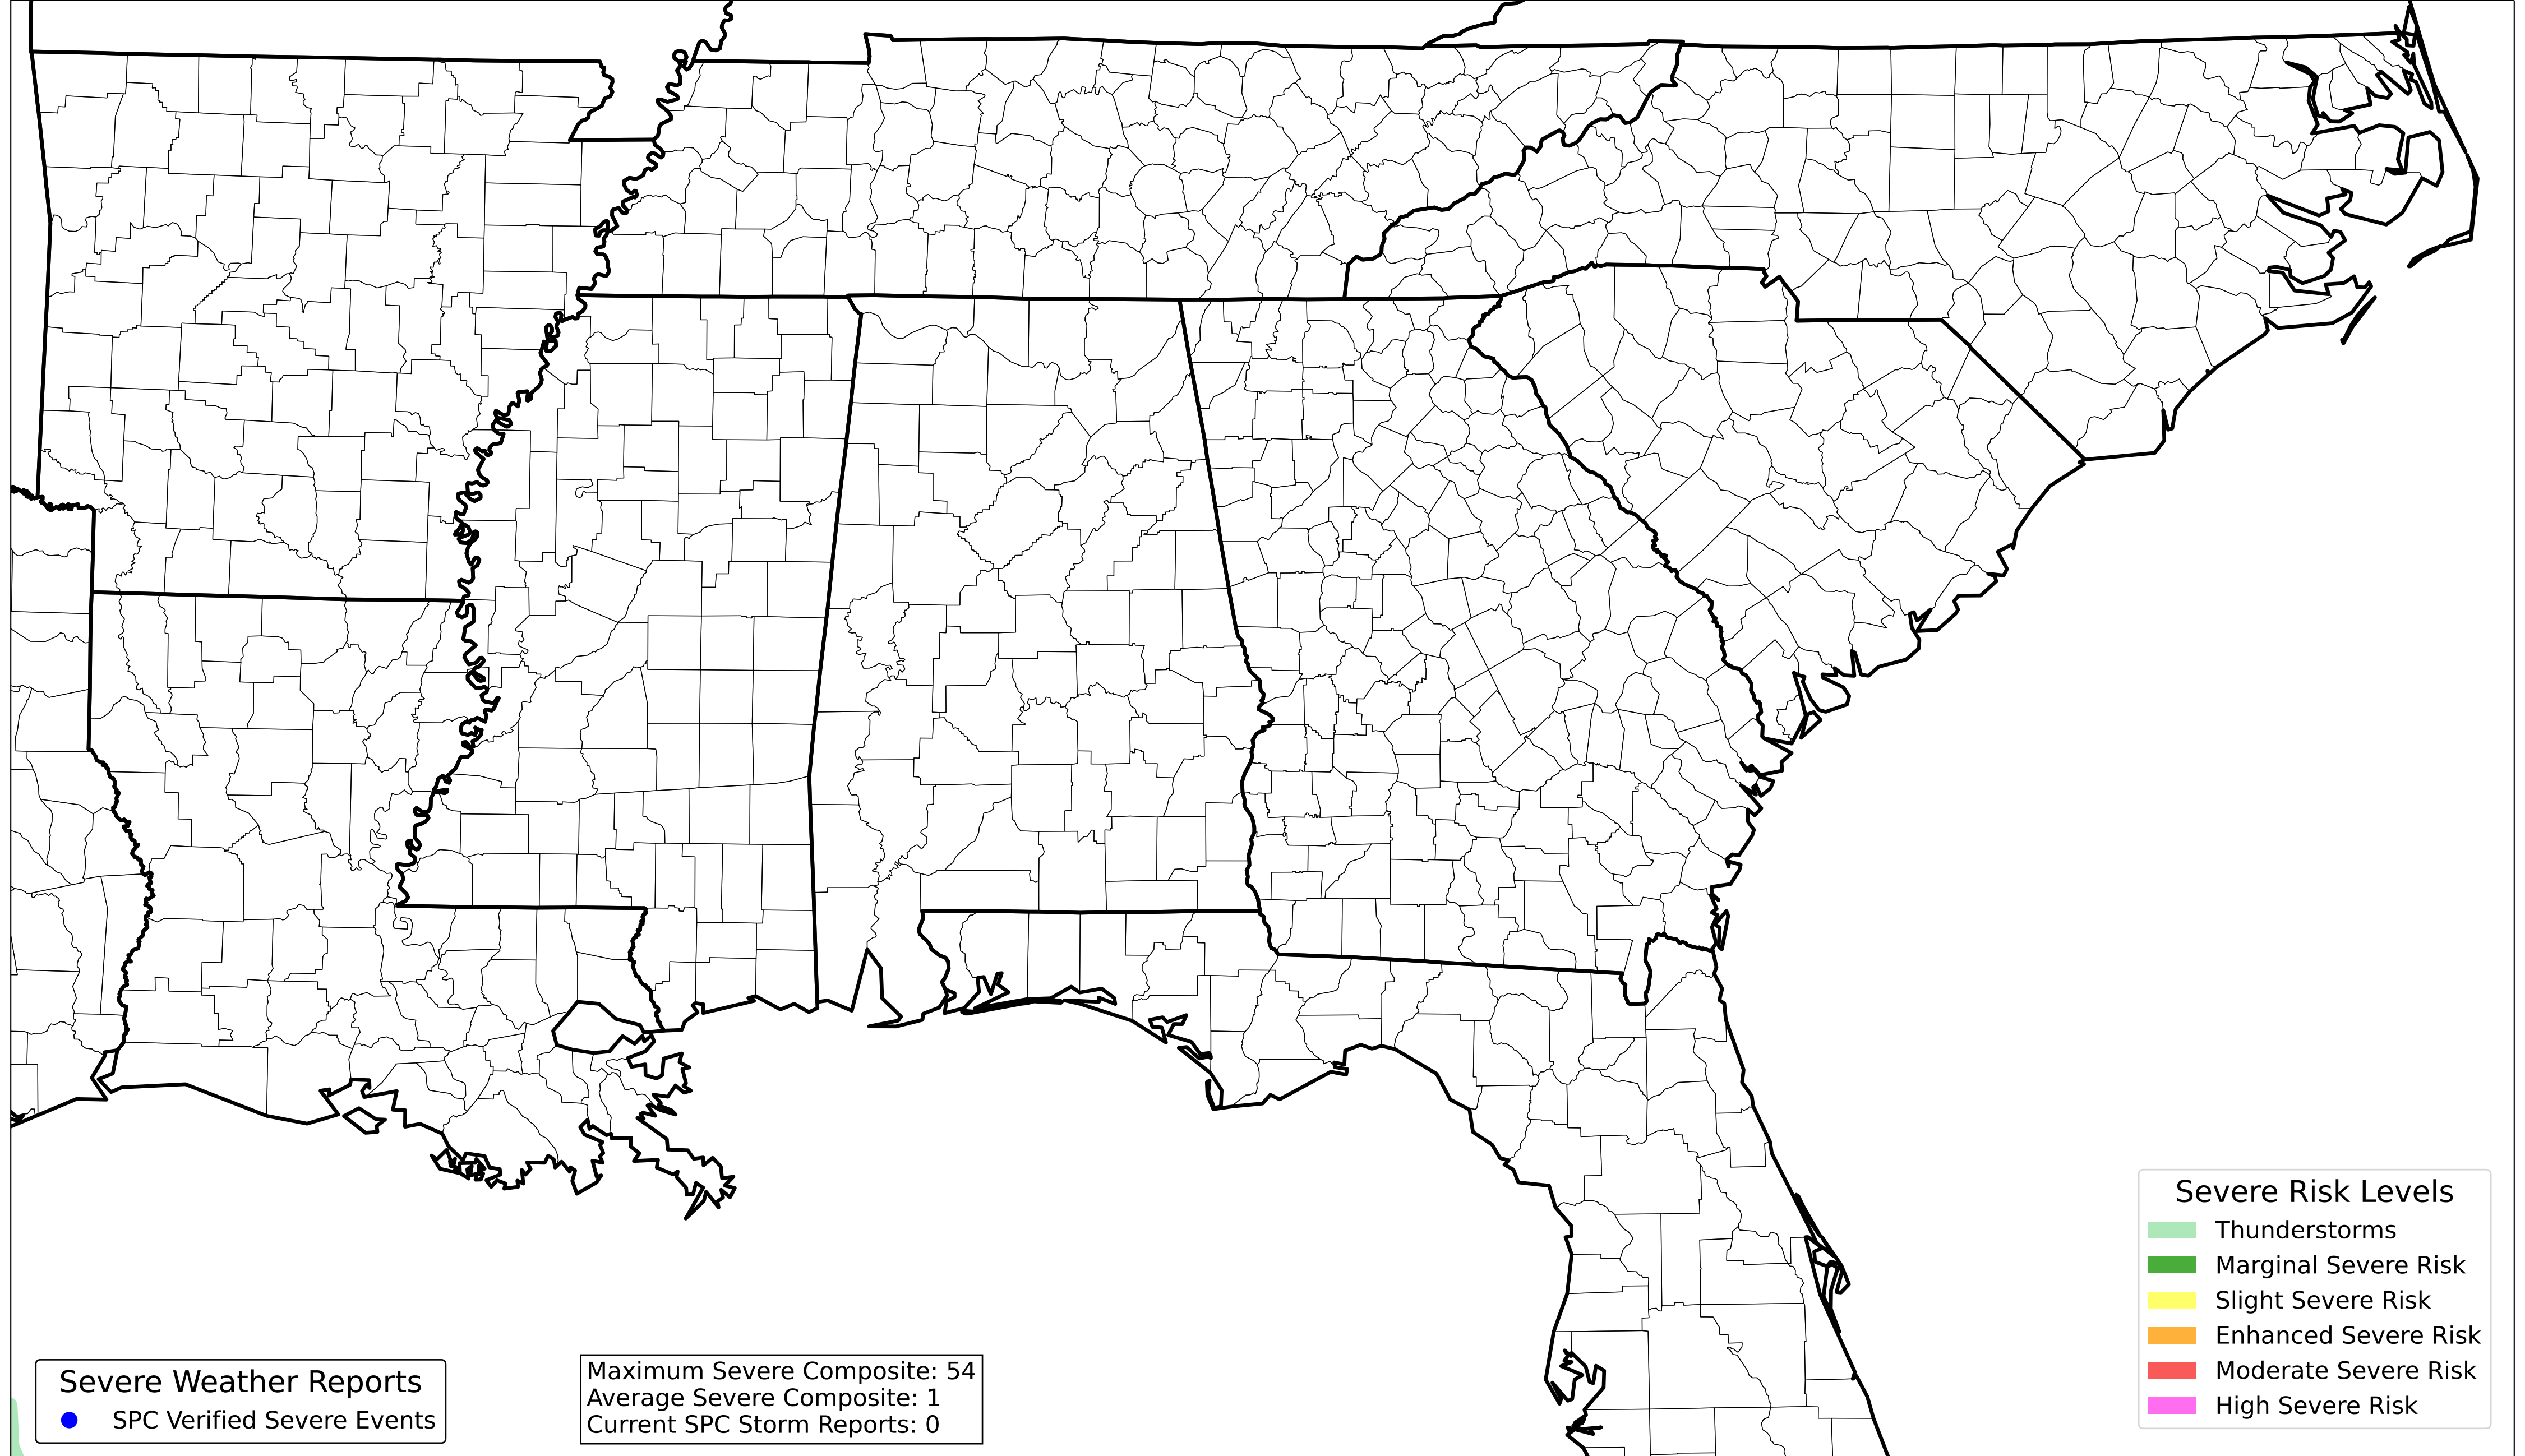 Severe Weather Reports
SPC Verified Severe Events
Maximum Severe Composite: 54
Average Severe Composite: 1
Current SPC Storm Reports: 0
Severe Risk Levels
Thunderstorms
Marginal Severe Risk
Slight Severe Risk
Enhanced Severe Risk
Moderate Severe Risk
High Severe Risk